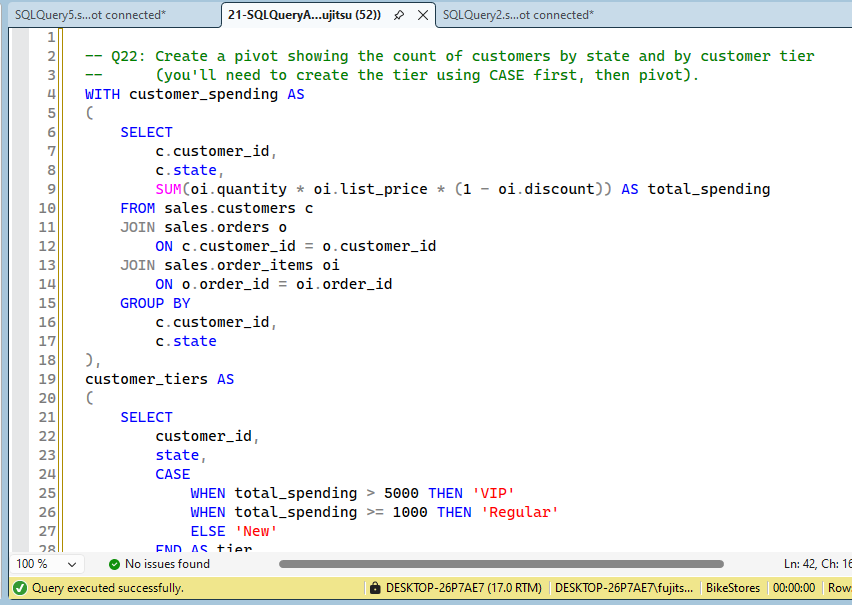 SQLQuery5.s...ot connected*
21-SQLQueryA...ujitsu (52))
SQLQuery2.s...ot connected*
1
2 -- Q22: Create a pivot showing the count of customers by state and by customer tier
3 -- (you'll need to create the tier using CASE first, then pivot).
4 WITH customer_spending AS
5 (
6 SELECT
7 c.customer_id,
8 c.state,
9 SUM(oi.quantity * oi.list_price * (1 - oi.discount)) AS total_spending
10 FROM sales.customers c
11 JOIN sales.orders o
12 ON c.customer_id = o.customer_id
13 JOIN sales.order_items oi
14 ON o.order_id = oi.order_id
15 GROUP BY
16 c.customer_id,
17 c.state
18 ),
19 customer_tiers AS
20 (
21 SELECT
22 customer_id,
23 state,
24 CASE
25 WHEN total_spending > 5000 THEN 'VIP'
26 WHEN total_spending >= 1000 THEN 'Regular'
27 ELSE 'New'
28 END AS tier
100 % No issues found Ln: 42, Ch: 16
Query executed successfully. DESKTOP-26P7AE7 (17.0 RTM) DESKTOP-26P7AE7\fujits... BikeStores 00:00:00 Row